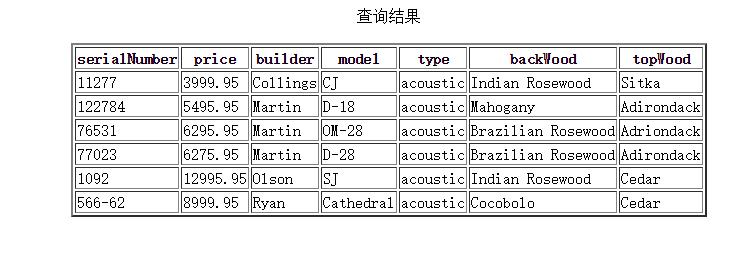 查询结果
serialNumber price builder model type backWood topWood
11277 3999.95 Collings CJ acoustic Indian Rosewood Sitka
122784 5495.95 Martin D-18 acoustic Mahogany Adirondack
76531 6295.95 Martin OM-28 acoustic Brazilian Rosewood Adriondack
77023 6275.95 Martin D-28 acoustic Brazilian Rosewood Adirondack
1092 12995.95 Olson SJ acoustic Indian Rosewood Cedar
566-62 8999.95 Ryan Cathedral acoustic Cocobolo Cedar